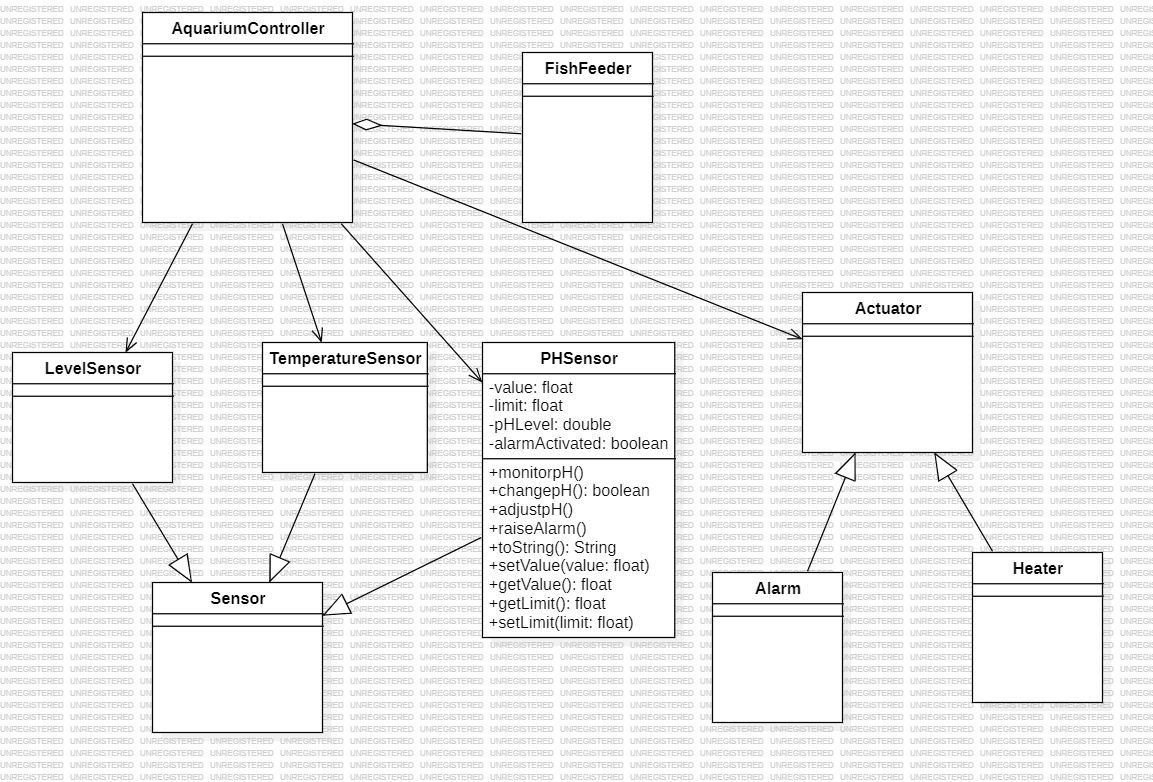 AquariumController
FishFeeder
Actuator
LevelSensor
TemperatureSensor
PHSensor
-value: float
-limit: float
-pHLevel: double
-alarmActivated: boolean
+monitorpH()
+changepH(): boolean
+adjustpH()
+raiseAlarm()
+toString(): String
+setValue(value: float)
+getValue(): float
+getLimit(): float
+setLimit(limit: float)
Sensor
Alarm
Heater
UNREGISTERED